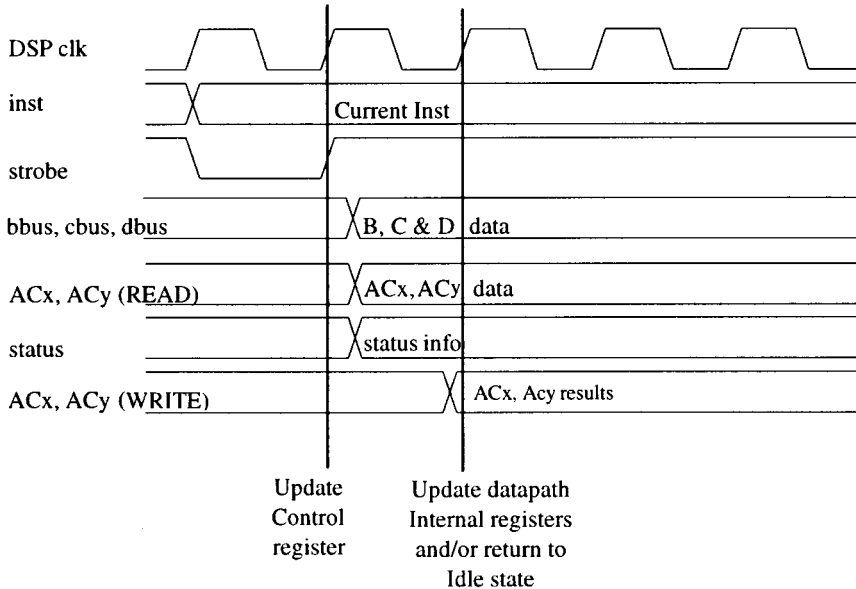 DSP clk
inst
Current Inst
strobe
bbus, cbus, dbus
B, C & D data
ACx, ACy (READ)
ACx, ACy data
status
status info
ACx, ACy (WRITE)
ACx, Acy results
Update
Control
register
Update datapath
Internal registers
and/or return to
Idle state